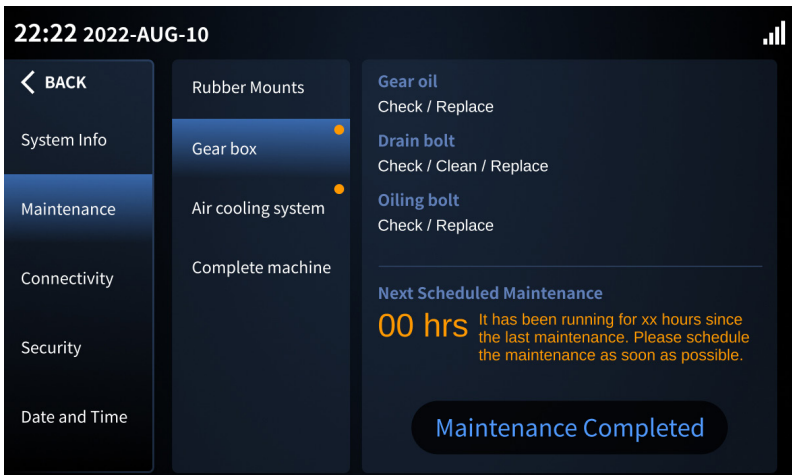 22:22 2022-AUG-10
BACK
System Info
Maintenance
Connectivity
Security
Date and Time
Rubber Mounts
Gear box
Air cooling system
Complete machine
Gear oil
Check / Replace
Drain bolt
Check / Clean / Replace
Oiling bolt
Check / Replace
Next Scheduled Maintenance
00 hrs
It has been running for xx hours since
the last maintenance. Please schedule
the maintenance as soon as possible.
Maintenance Completed